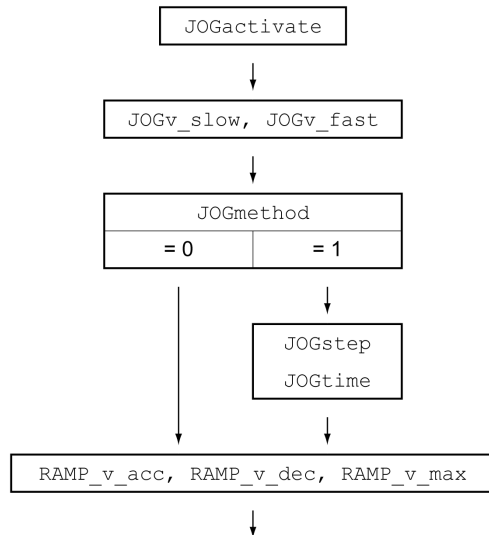 JOGactivate
JOGv_slow, JOGv_fast
JOGmethod
= 0 = 1
JOGstep
JOGtime
RAMP_v_acc, RAMP_v_dec, RAMP_v_max